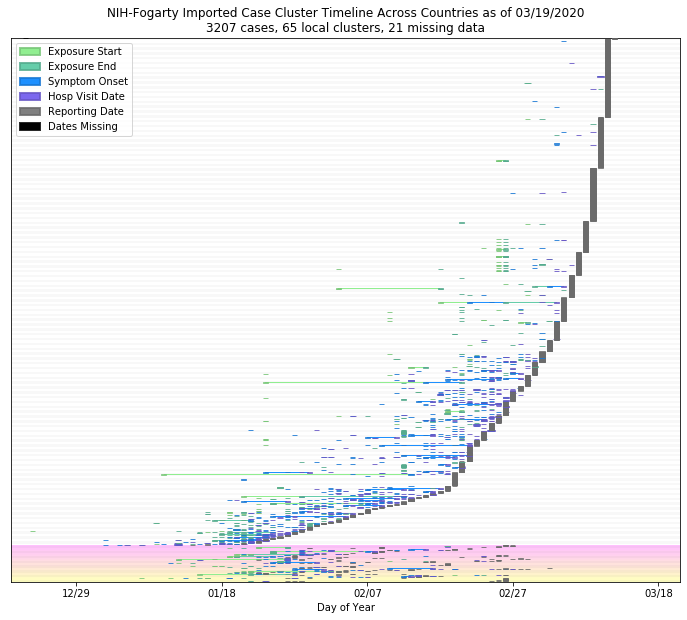 NIH-Fogarty Imported Case Cluster Timeline Across Countries as of 03/19/2020
3207 cases, 65 local clusters, 21 missing data
Exposure Start
Exposure End
Symptom Onset
Hosp Visit Date
Reporting Date
Dates Missing
12/29 01/18 02/07 02/27 03/18
Day of Year